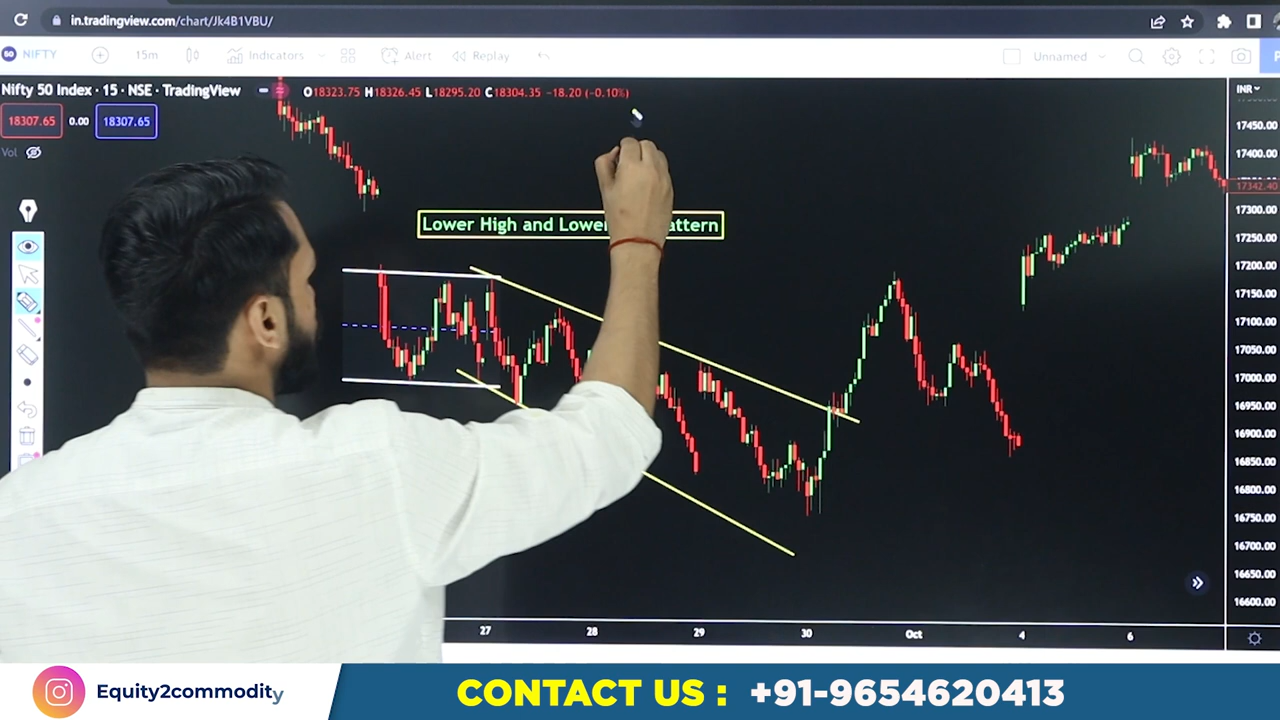 in.tradingview.com/chart/Jk4B1VBU/
NIFTY
15m
Indicators
Alert
Replay
Unnamed
Nifty 50 Index · 15 · NSE · TradingView
O18323.75 H18326.45 L18295.20 C18304.35 −18.20 (−0.10%)
INR
18307.65 0.00 18307.65
Vol
Lower High and Lower
attern
17450.00
17400.00
17342.40
17300.00
17250.00
17200.00
17150.00
17100.00
17050.00
17000.00
16950.00
16900.00
16850.00
16800.00
16750.00
16700.00
16650.00
16600.00
27 28 29 30 Oct 4 6
Equity2commodity
CONTACT US : +91-9654620413